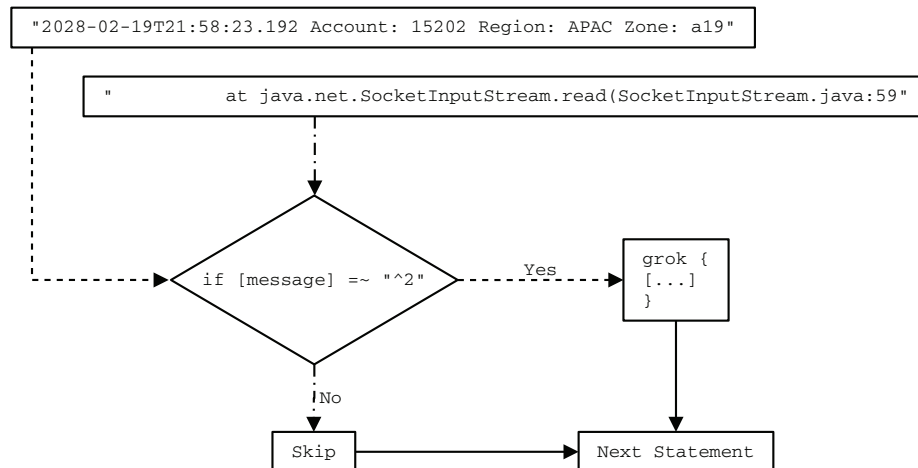 "2028-02-19T21:58:23.192 Account: 15202 Region: APAC Zone: a19"
"         at java.net.SocketInputStream.read(SocketInputStream.java:59"
if [message] =~ "^2"
Yes
grok {
[...]
}
No
Skip
Next Statement